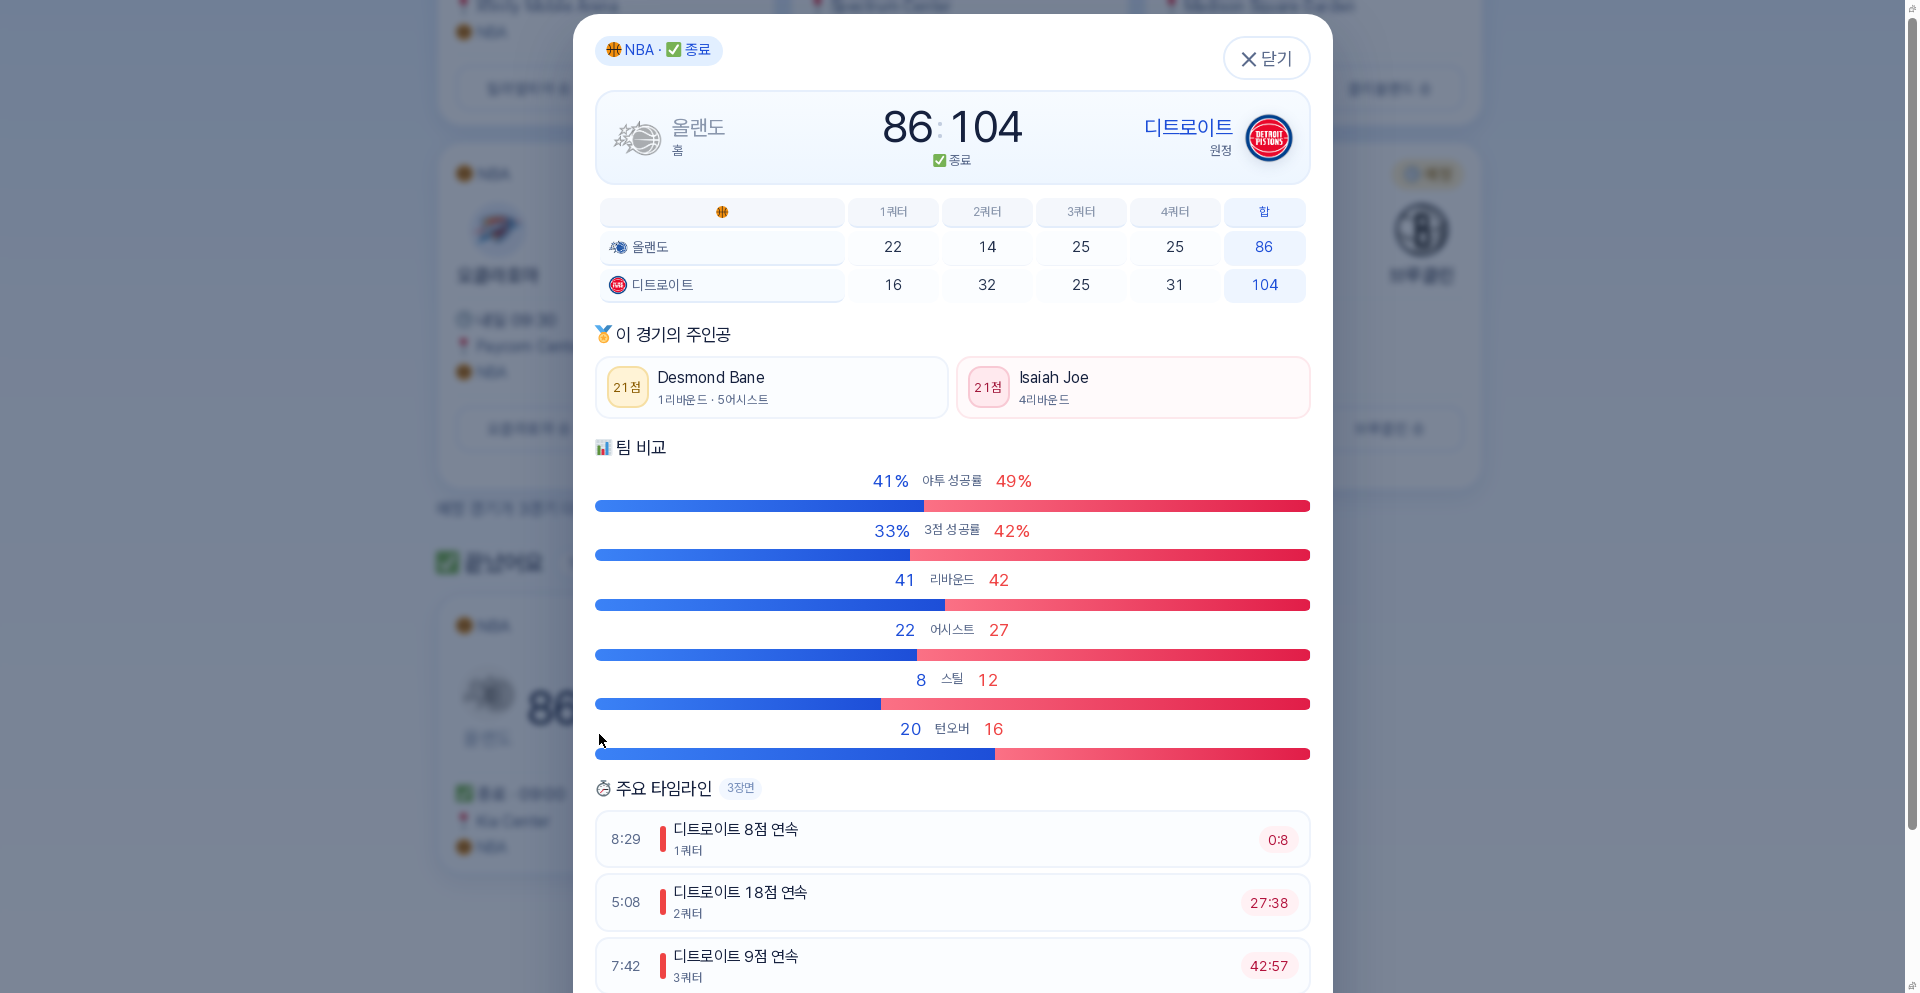 NBA · ✅ 종료
닫기
올랜도
홈
86 : 104
✅ 종료
디트로이트
원정
DETROIT PISTONS
1쿼터 2쿼터 3쿼터 4쿼터 합
올랜도 22 14 25 25 86
디트로이트 16 32 25 31 104
이 경기의 주인공
21점
Desmond Bane
1리바운드 · 5어시스트
21점
Isaiah Joe
4리바운드
팀 비교
41% 야투 성공률 49%
33% 3점 성공률 42%
41 리바운드 42
22 어시스트 27
8 스틸 12
20 턴오버 16
주요 타임라인 3장면
8:29 디트로이트 8점 연속 0:8
1쿼터
5:08 디트로이트 18점 연속 27:38
2쿼터
7:42 디트로이트 9점 연속 42:57
3쿼터
NBA
NBA
NBA
86
Kia Center
NBA